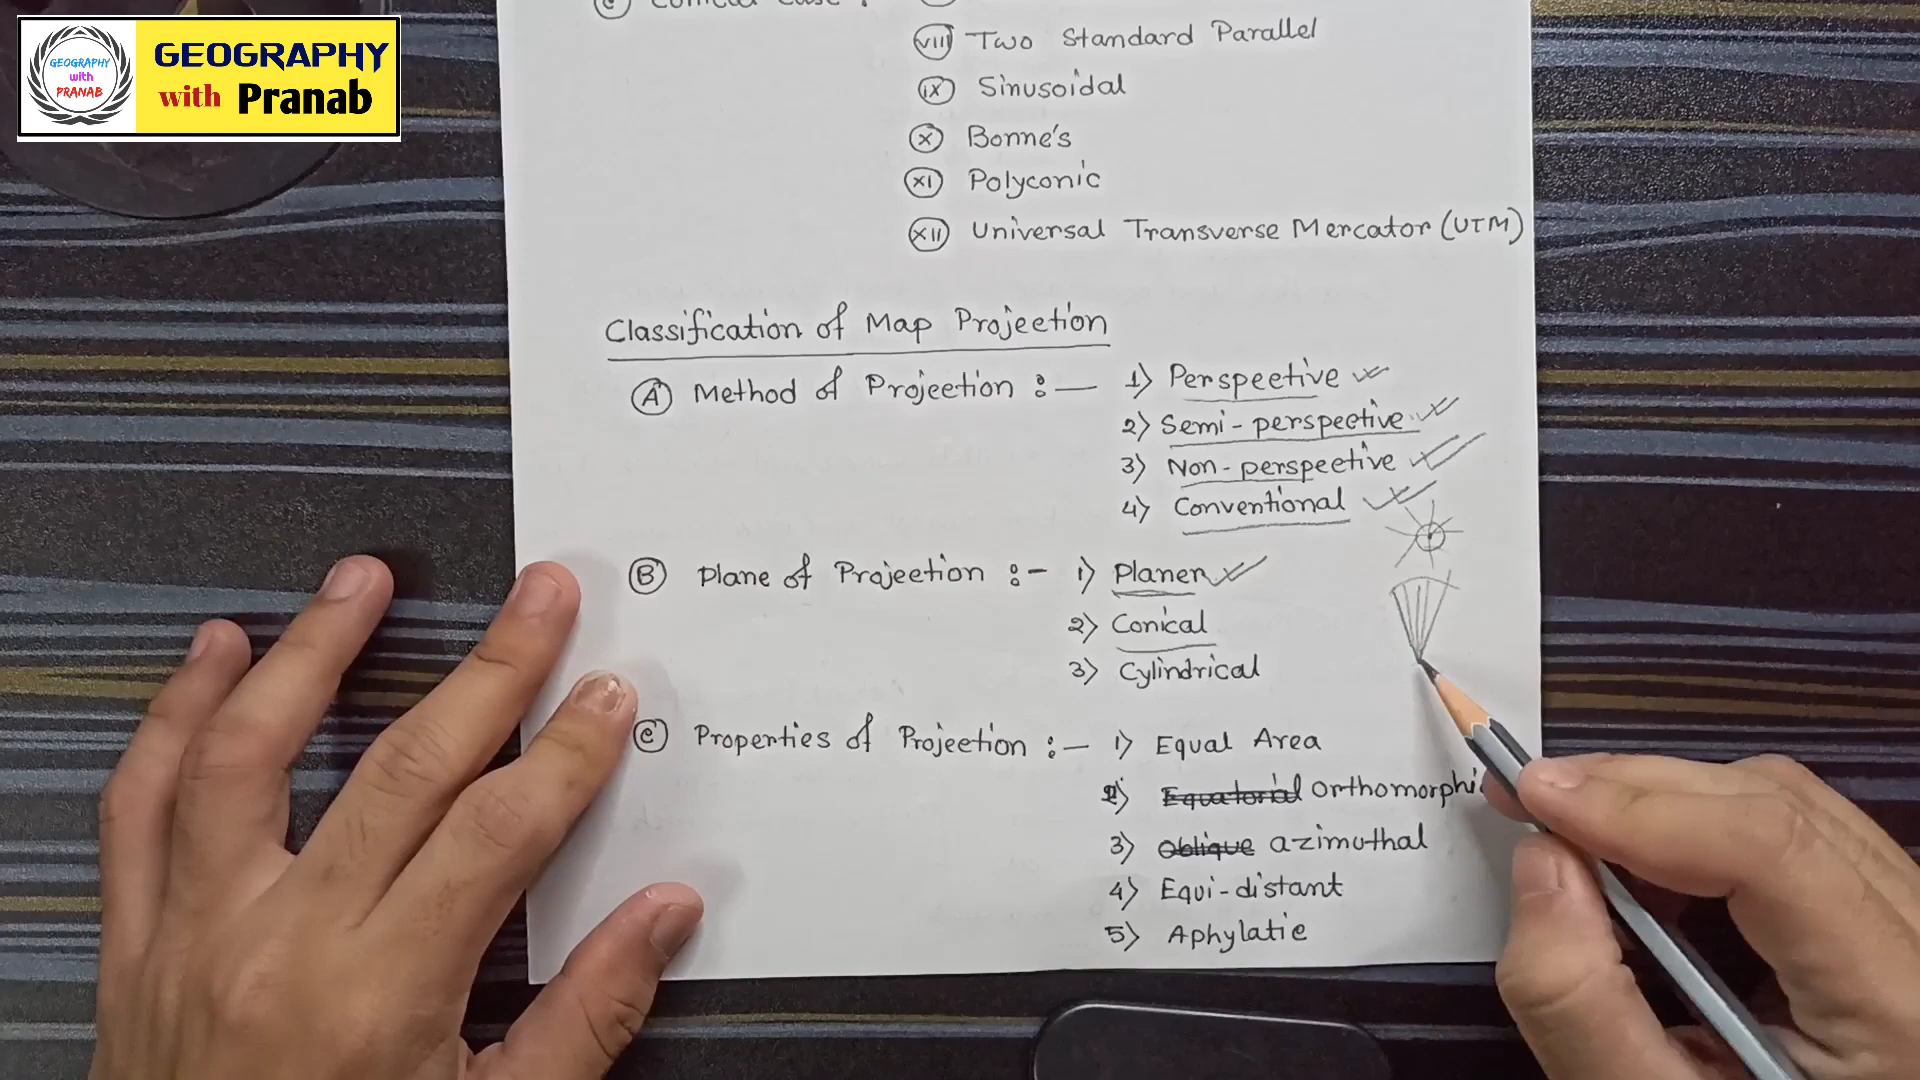 GEOGRAPHY
with
PRANAB
GEOGRAPHY
with Pranab
VIII Two Standard Parallel
IX Sinusoidal
X Bonne's
XI Polyconic
XII Universal Transverse Mercator (UTM)
Classification of Map Projection
A Method of Projection :— 1) Perspective
2) Semi-perspective
3) Non-perspective
4) Conventional
B Plane of Projection :- 1) Planer
2) Conical
3) Cylindrical
C Properties of Projection :— 1) Equal Area
2) Equatorial Orthomorphi
3) Oblique azimuthal
4) Equi-distant
5) Aphylatic